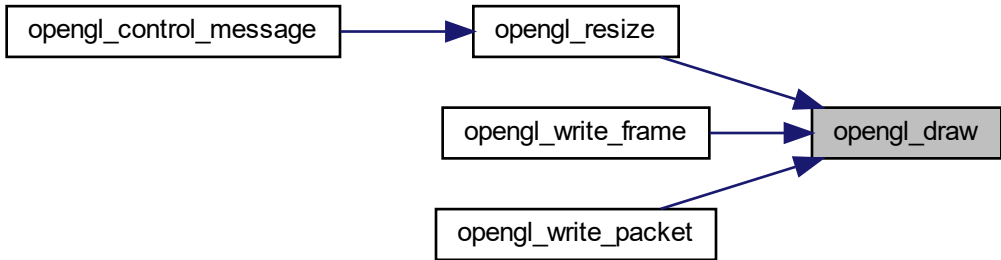 opengl_control_message
opengl_resize
opengl_write_frame
opengl_draw
opengl_write_packet